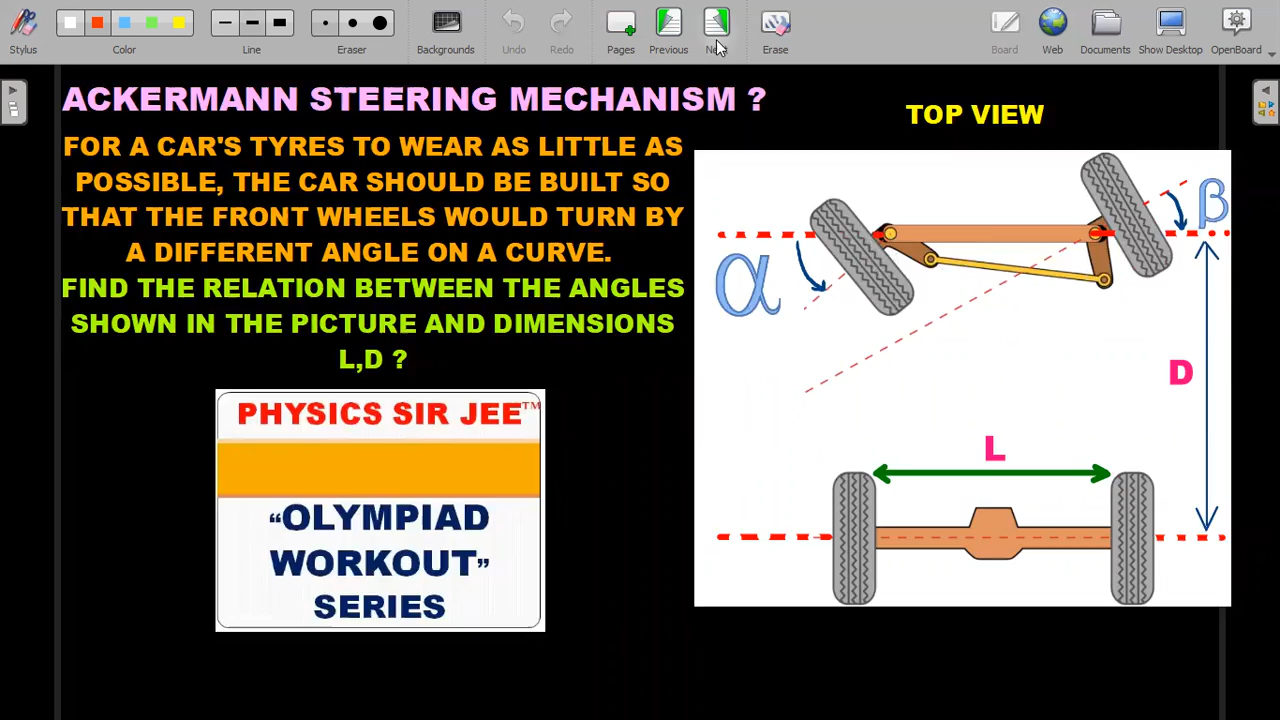 Stylus
Color
Line
Eraser
Backgrounds
Undo
Redo
Pages
Previous
Erase
Board
Web
Documents
Show Desktop
OpenBoard
ACKERMANN STEERING MECHANISM ?
FOR A CAR'S TYRES TO WEAR AS LITTLE AS
POSSIBLE, THE CAR SHOULD BE BUILT SO
THAT THE FRONT WHEELS WOULD TURN BY
A DIFFERENT ANGLE ON A CURVE.
FIND THE RELATION BETWEEN THE ANGLES
SHOWN IN THE PICTURE AND DIMENSIONS
L,D ?
PHYSICS SIR JEE™
“OLYMPIAD
WORKOUT”
SERIES
TOP VIEW
β
α
D
L